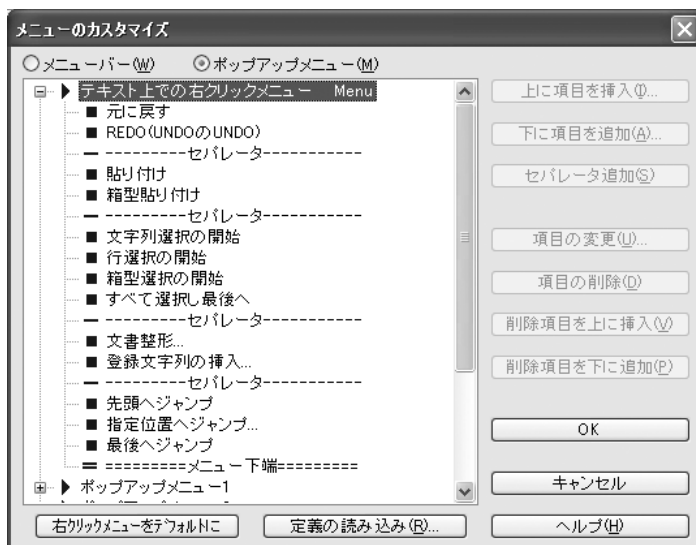 メニューのカスタマイズ
メニューバー(W) ポップアップメニュー(M)
テキスト上での右クリックメニュー Menu
元に戻す
REDO(UNDOのUNDO)
----------セパレータ-----------
貼り付け
箱型貼り付け
----------セパレータ-----------
文字列選択の開始
行選択の開始
箱型選択の開始
すべて選択し最後へ
----------セパレータ-----------
文書整形...
登録文字列の挿入...
----------セパレータ-----------
先頭へジャンプ
指定位置へジャンプ...
最後へジャンプ
=========メニュー下端=========
ポップアップメニュー1
上に項目を挿入(I)...
下に項目を追加(A)...
セパレータ追加(S)
項目の変更(U)...
項目の削除(D)
削除項目を上に挿入(V)
削除項目を下に追加(P)
OK
キャンセル
右クリックメニューをデフォルトに 定義の読み込み(R)... ヘルプ(H)